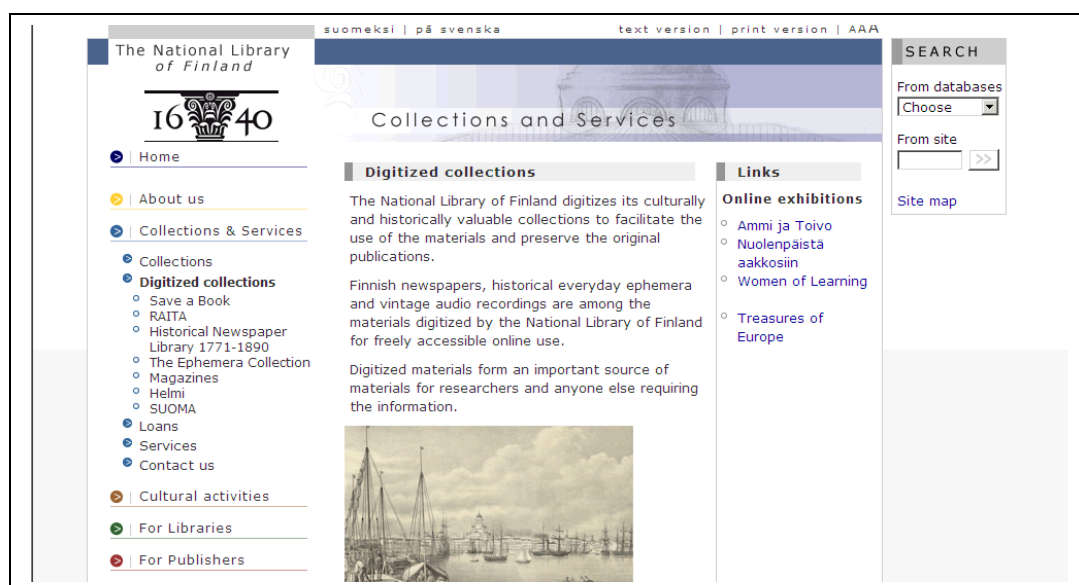 suomeksi | på svenska
text version | print version | AAA
The National Library
of Finland
1640
Home
About us
Collections & Services
Collections
Digitized collections
Save a Book
RAITA
Historical Newspaper
Library 1771-1890
The Ephemera Collection
Magazines
Helmi
SUOMA
Loans
Services
Contact us
Cultural activities
For Libraries
For Publishers
Collections and Services
Digitized collections
The National Library of Finland digitizes its culturally
and historically valuable collections to facilitate the
use of the materials and preserve the original
publications.
Finnish newspapers, historical everyday ephemera
and vintage audio recordings are among the
materials digitized by the National Library of Finland
for freely accessible online use.
Digitized materials form an important source of
materials for researchers and anyone else requiring
the information.
Links
Online exhibitions
Ammi ja Toivo
Nuolenpäistä
aakkosiin
Women of Learning
Treasures of
Europe
SEARCH
From databases
Choose
From site
>>
Site map